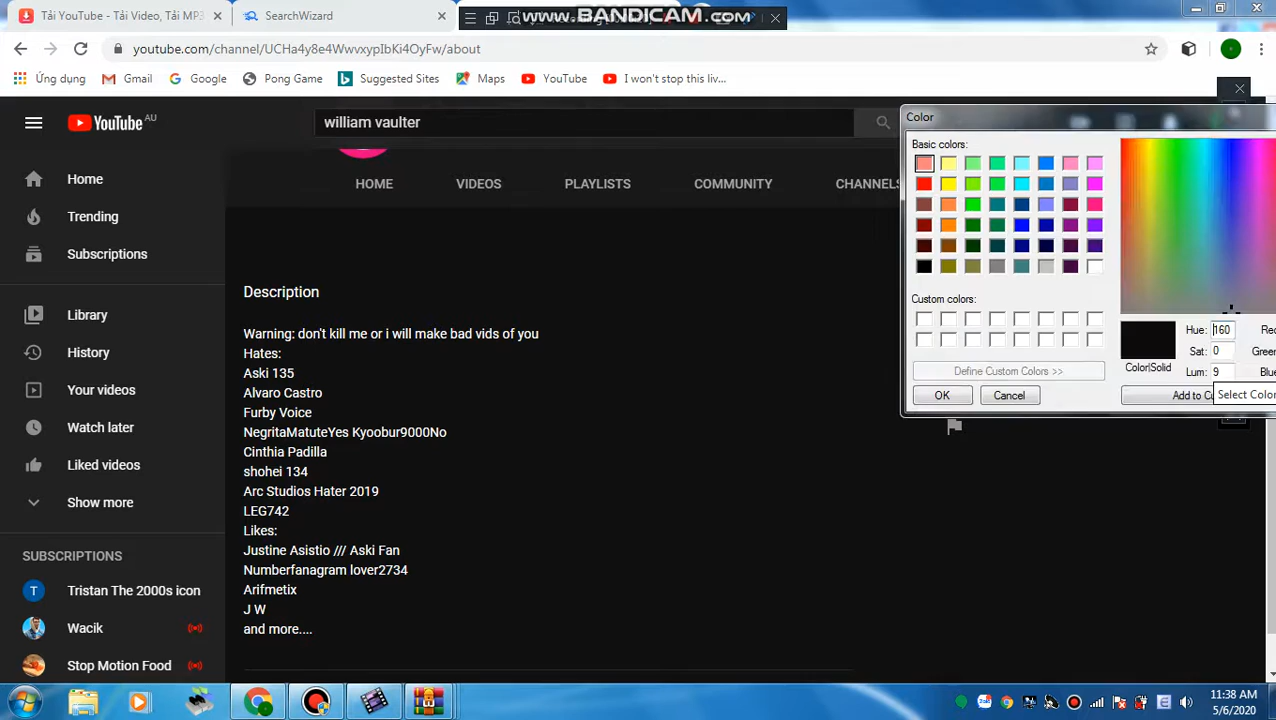 Tải YouTube - Tải Video, Tải MP3
SearchWizard
WWW.BANDICAM.COM
youtube.com/channel/UCHa4y8e4WwvxypIbKi4OyFw/about
Ứng dụng
Gmail
Google
Pong Game
Suggested Sites
Maps
YouTube
I won't stop this liv...
YouTube AU
william vaulter
HOME
VIDEOS
PLAYLISTS
COMMUNITY
CHANNELS
Home
Trending
Subscriptions
Library
History
Your videos
Watch later
Liked videos
Show more
SUBSCRIPTIONS
T
Tristan The 2000s icon
Wacik
Stop Motion Food
Description
Warning: don't kill me or i will make bad vids of you
Hates:
Aski 135
Alvaro Castro
Furby Voice
NegritaMatuteYes Kyoobur9000No
Cinthia Padilla
shohei 134
Arc Studios Hater 2019
LEG742
Likes:
Justine Asistio /// Aski Fan
Numberfanagram lover2734
Arifmetix
J W
and more....
Color
Basic colors:
Custom colors:
Define Custom Colors >>
OK
Cancel
Color|Solid
Hue: 160
Sat: 0
Lum: 9
Red
Green
Blue
Add to Cu
Select Color
11:38 AM
5/6/2020